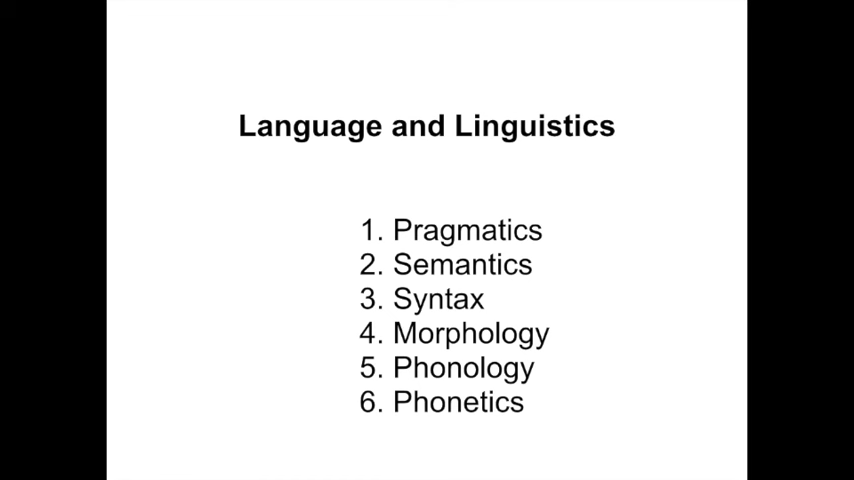 Language and Linguistics
1. Pragmatics
2. Semantics
3. Syntax
4. Morphology
5. Phonology
6. Phonetics